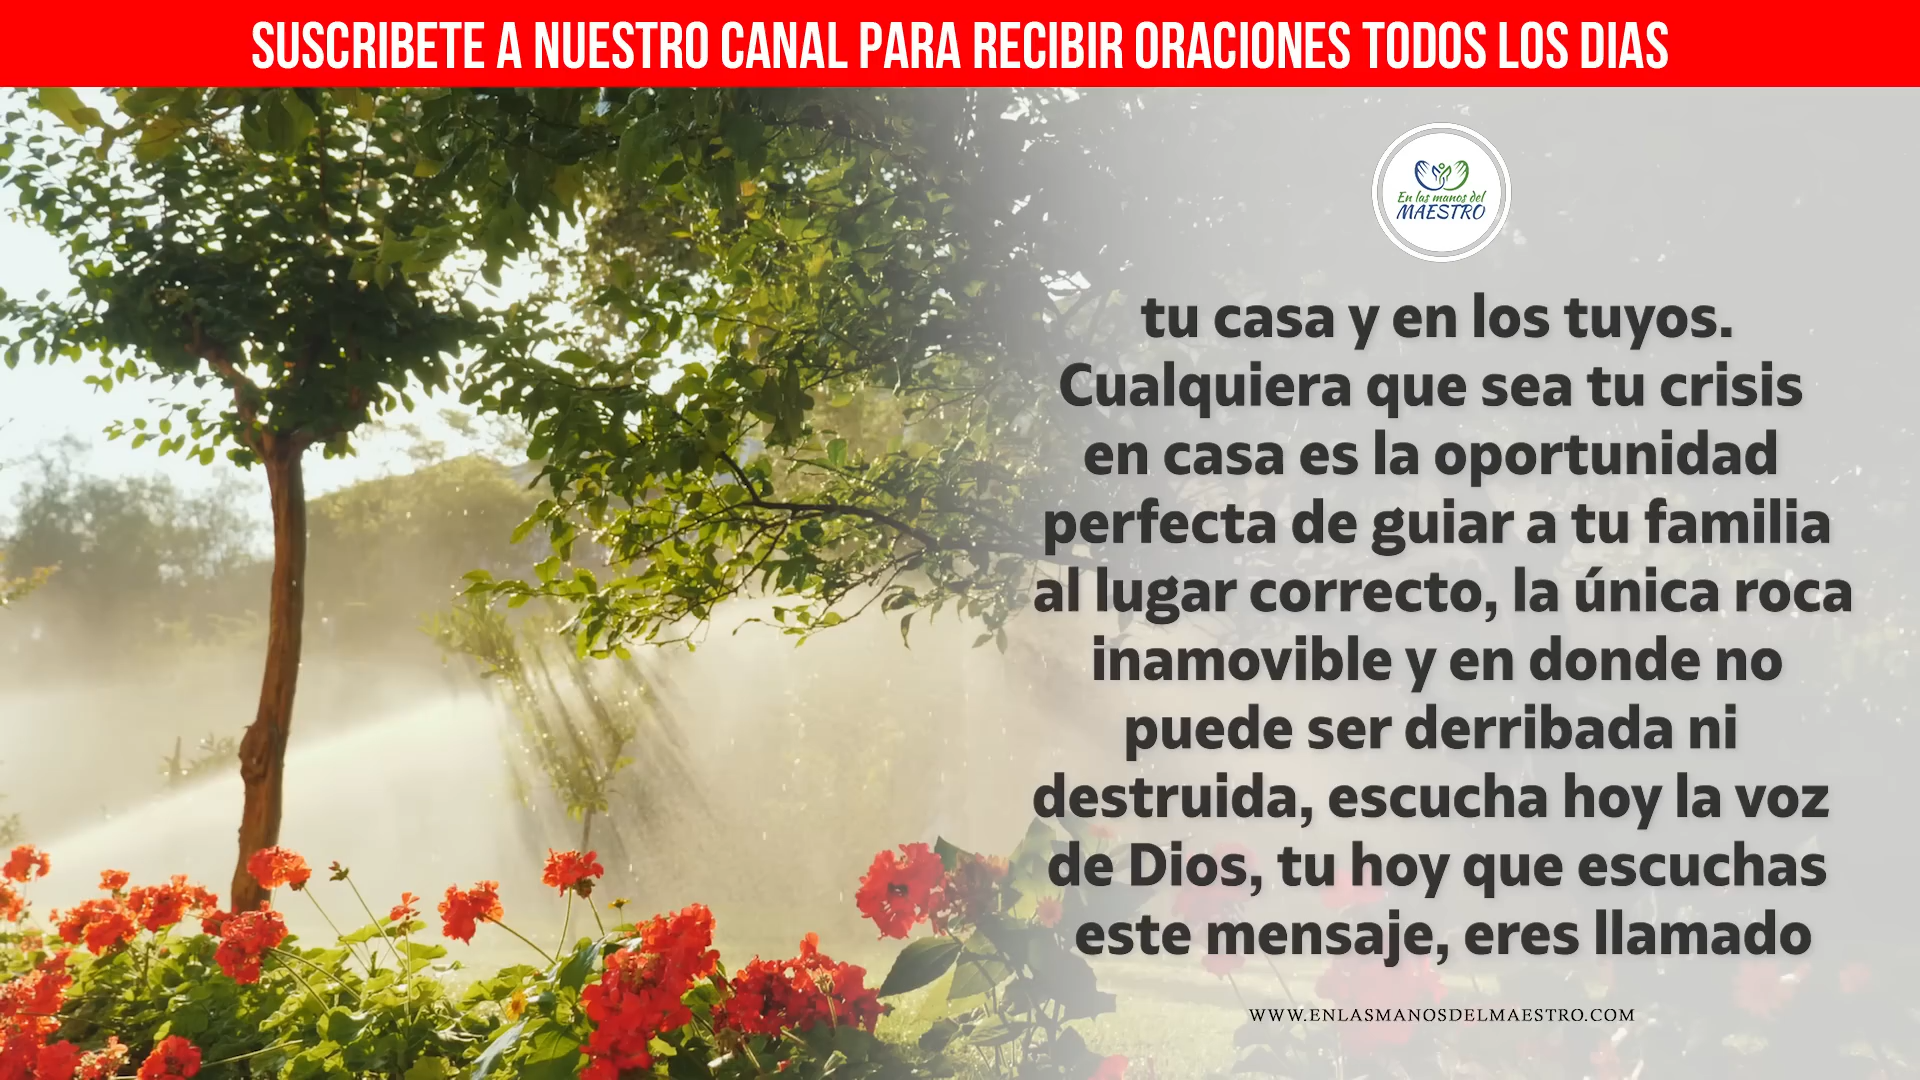 SUSCRIBETE A NUESTRO CANAL PARA RECIBIR ORACIONES TODOS LOS DIAS
En las manos del
MAESTRO
tu casa y en los tuyos.
Cualquiera que sea tu crisis
en casa es la oportunidad
perfecta de guiar a tu familia
al lugar correcto, la única roca
inamovible y en donde no
puede ser derribada ni
destruida, escucha hoy la voz
de Dios, tu hoy que escuchas
este mensaje, eres llamado
WWW.ENLASMANOSDELMAESTRO.COM